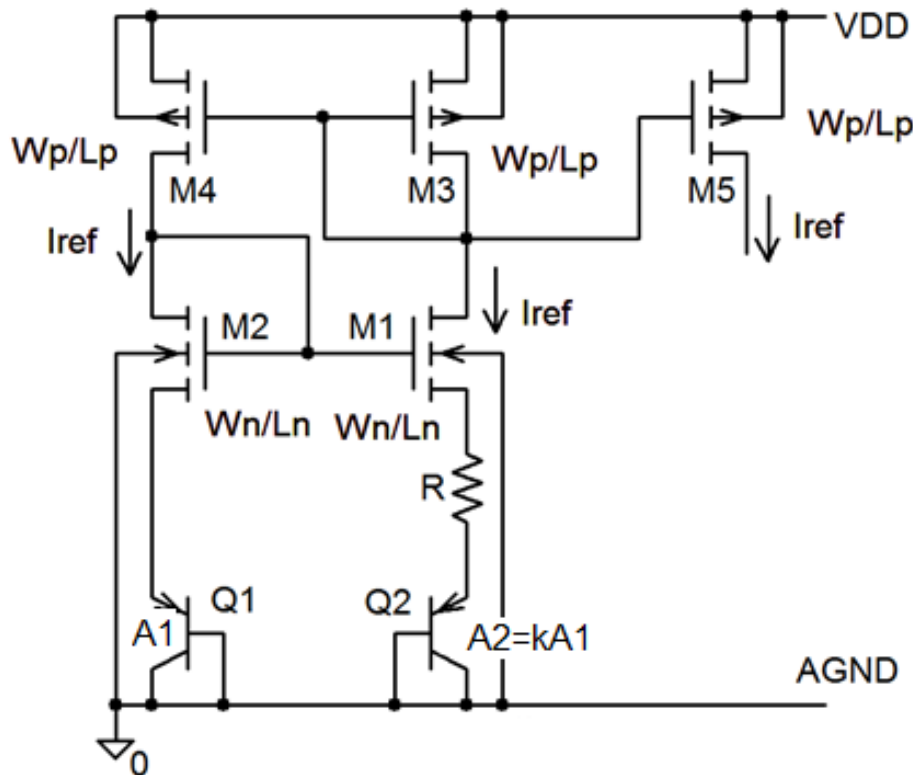 VDD
Wp/Lp
Wp/Lp
Wp/Lp
M4
M3
M5
Iref
Iref
Iref
M2
M1
Wn/Ln
Wn/Ln
R
Q1
Q2
A1
A2=kA1
AGND
0